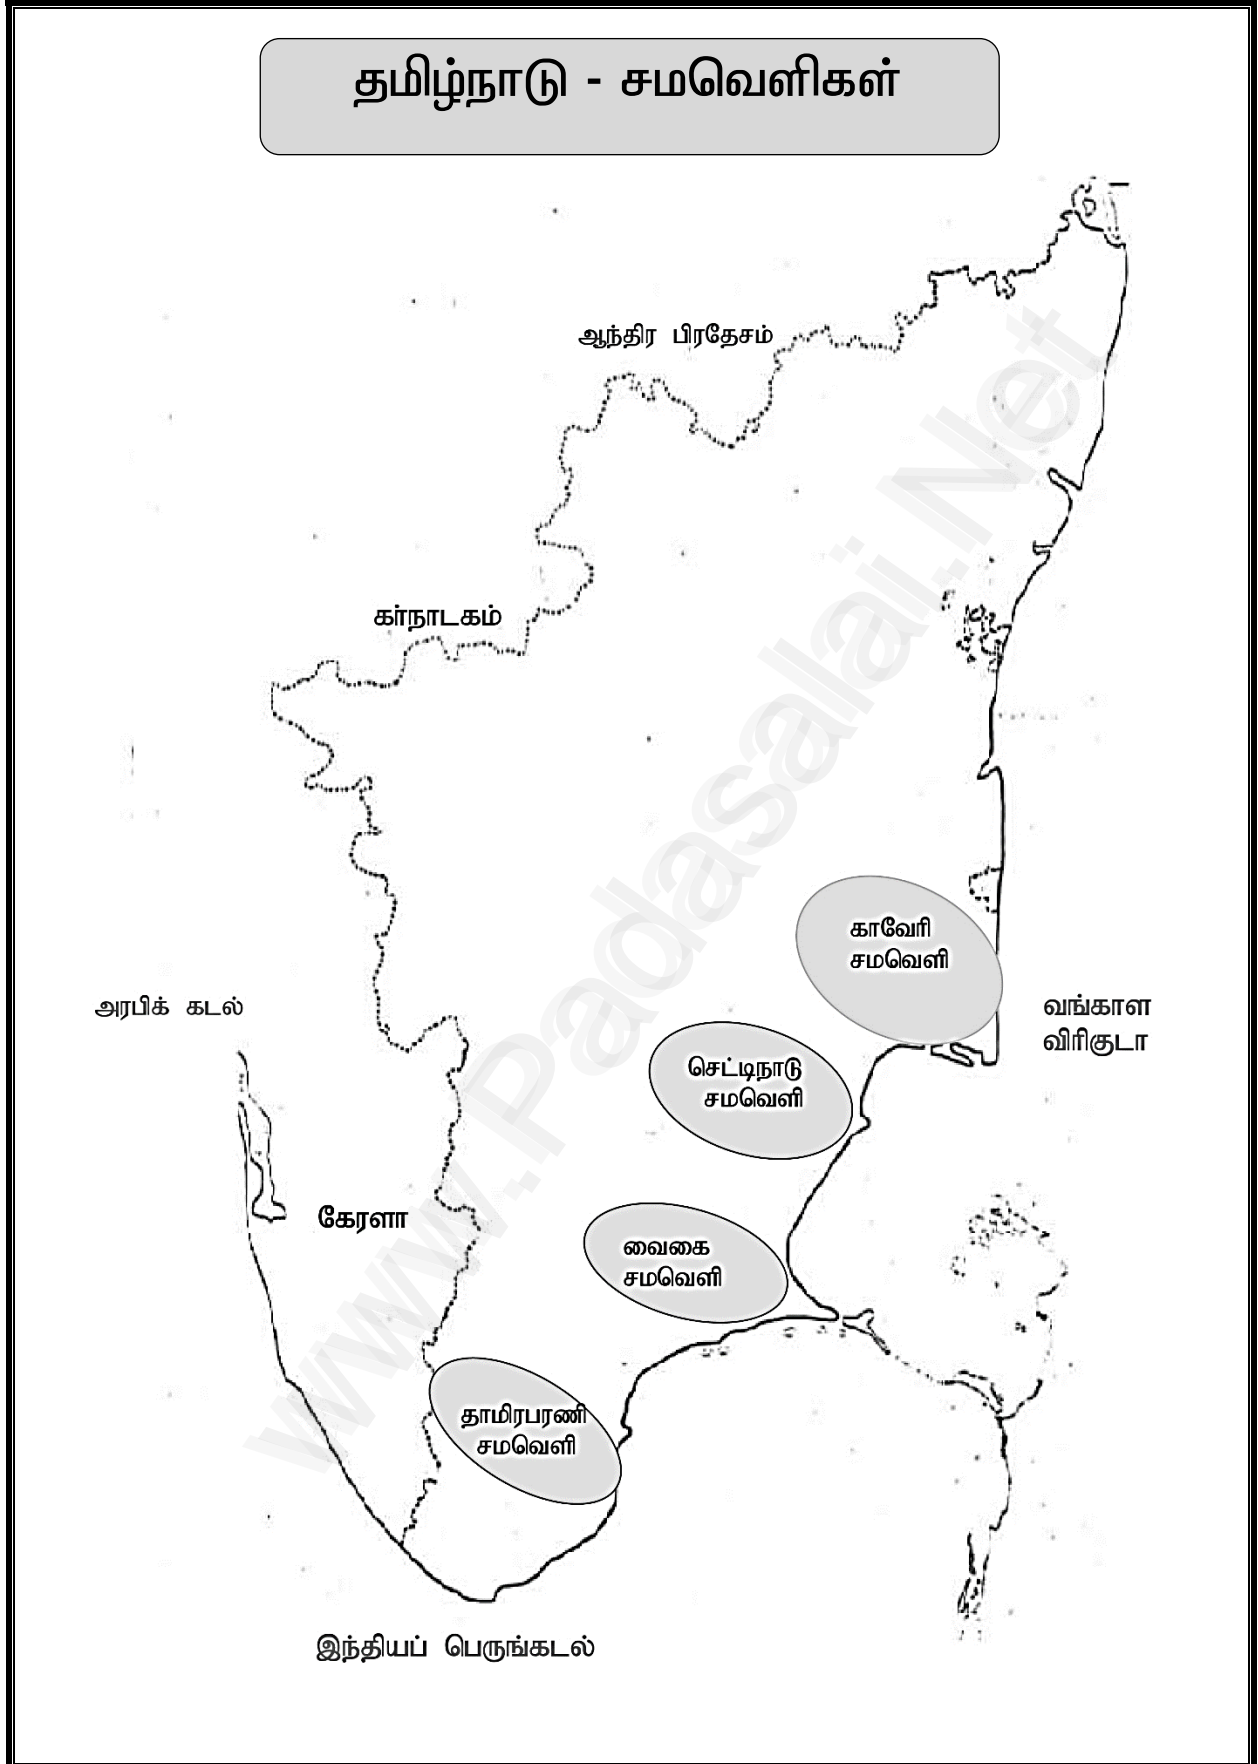 தமிழ்நாடு - சமவெளிகள்
ஆந்திர பிரதேசம்
கர்நாடகம்
காவேரி
சமவெளி
அரபிக் கடல்
வங்காள
விரிகுடா
செட்டிநாடு
சமவெளி
கேரளா
வைகை
சமவெளி
தாமிரபரணி
சமவெளி
இந்தியப் பெருங்கடல்
www.Padasalai.Net